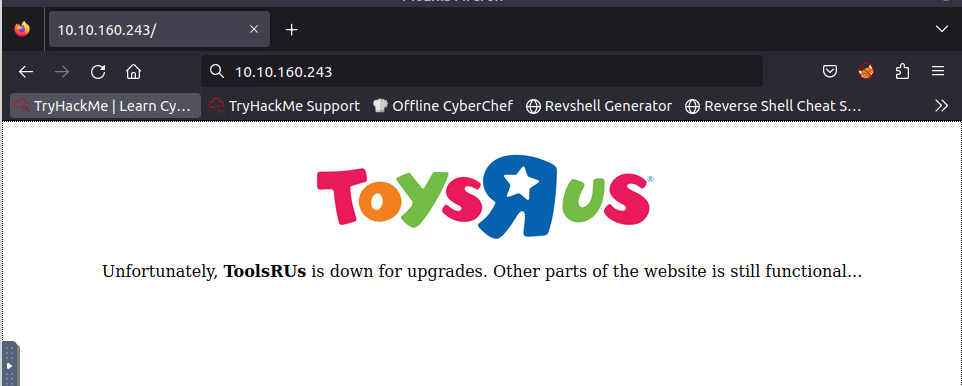 10.10.160.243/
10.10.160.243
TryHackMe | Learn Cy… TryHackMe Support Offline CyberChef Revshell Generator Reverse Shell Cheat S…
ToysRUs®
Unfortunately, ToolsRUs is down for upgrades. Other parts of the website is still functional...